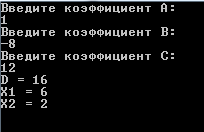 Введите коэффициент A:
1
Введите коэффициент B:
-8
Введите коэффициент C:
12
D = 16
X1 = 6
X2 = 2